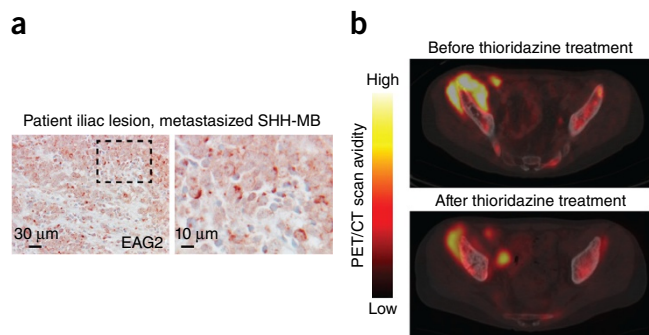 a
Patient iliac lesion, metastasized SHH-MB
30 μm
EAG2
10 μm
b
Before thioridazine treatment
High
PET/CT scan avidity
Low
After thioridazine treatment